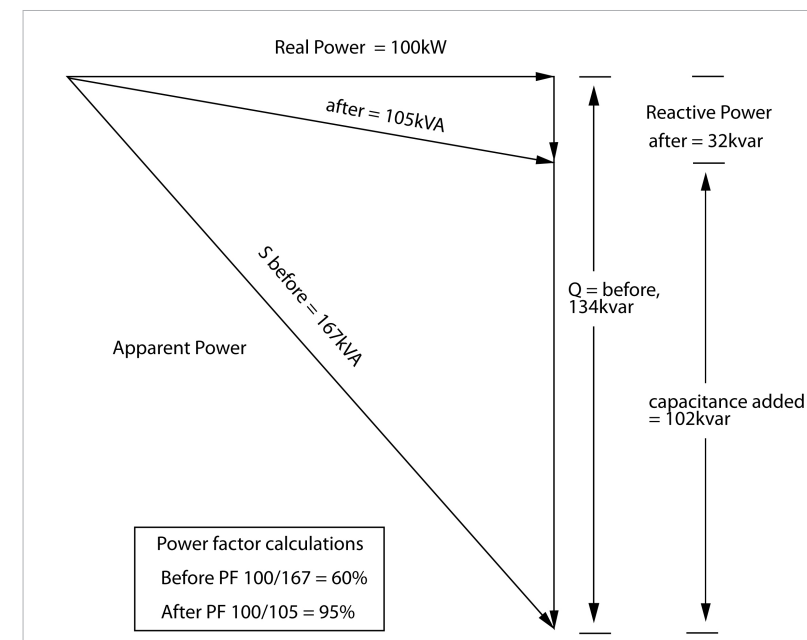 Real Power = 100kW
after = 105kVA
Reactive Power
after = 32kvar
S before = 167kVA
Q = before,
134kvar
Apparent Power
capacitance added
= 102kvar
Power factor calculations
Before PF 100/167 = 60%
After PF 100/105 = 95%